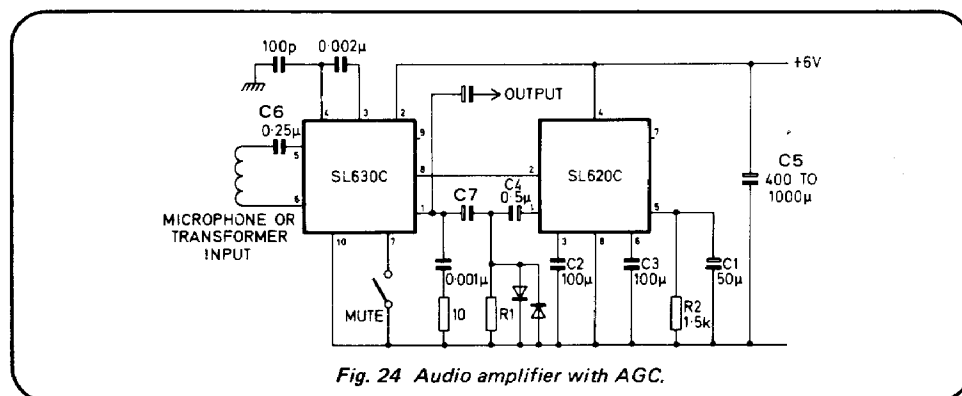 100p
0·002µ
+6V
OUTPUT
C6
0·25µ
4
3
2
4
9
7
5
SL630C
8
2
SL620C
C5
400 TO
1000µ
6
C7
C4
0·5µ
1
1
5
MICROPHONE OR
TRANSFORMER
INPUT
10
7
3
8
6
0·001µ
C2
100µ
C3
100µ
C1
50µ
MUTE
10
R1
R2
1·5k
Fig. 24 Audio amplifier with AGC.